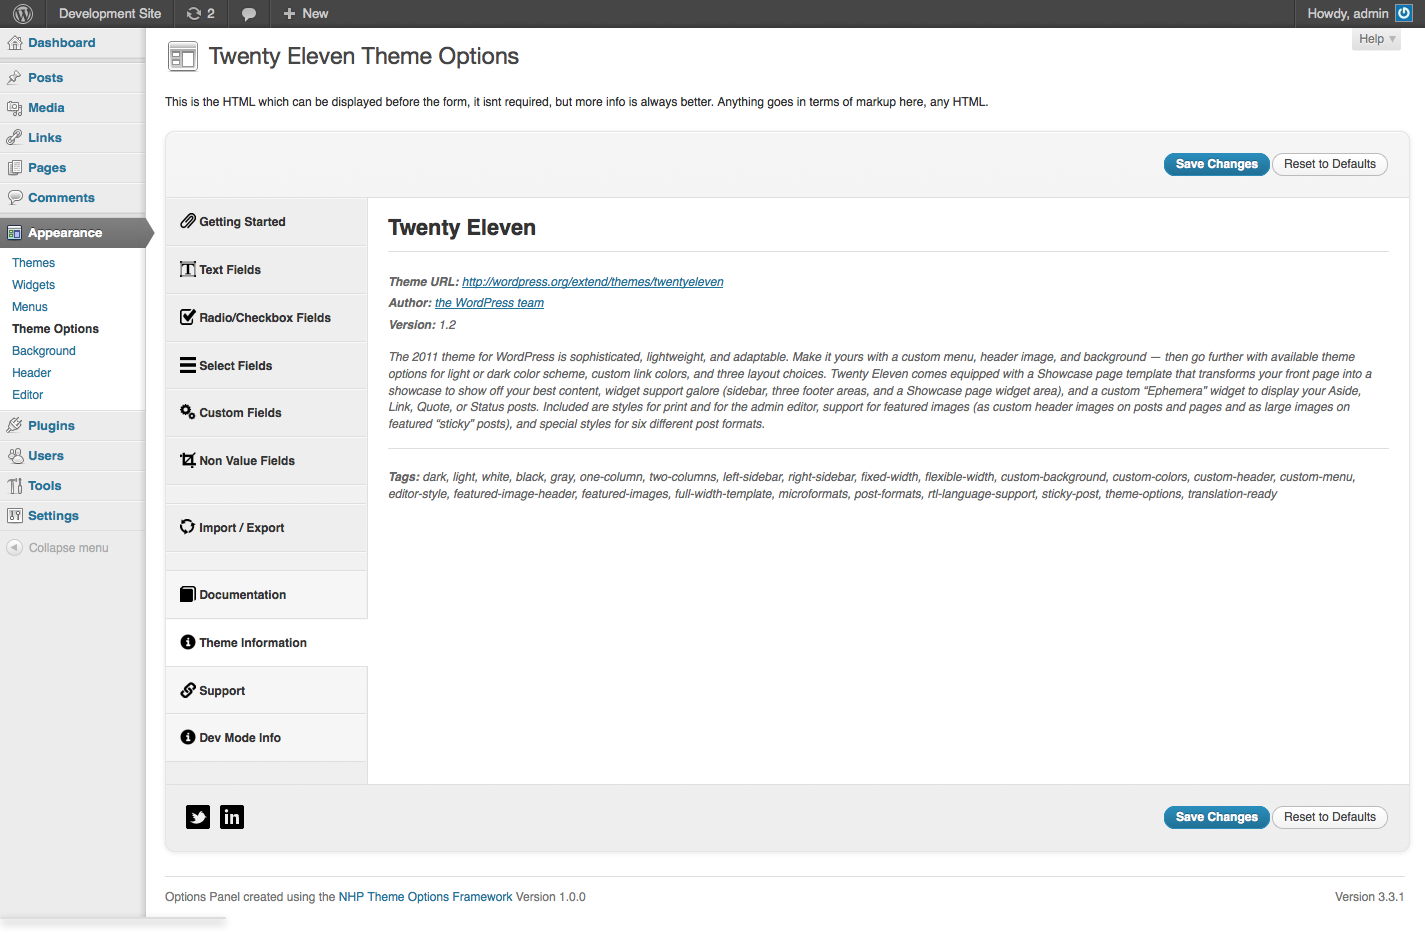 Development Site 2 New Howdy, admin
Help
Dashboard
Posts
Media
Links
Pages
Comments
Appearance
Themes
Widgets
Menus
Theme Options
Background
Header
Editor
Plugins
Users
Tools
Settings
Collapse menu
Twenty Eleven Theme Options
This is the HTML which can be displayed before the form, it isnt required, but more info is always better. Anything goes in terms of markup here, any HTML.
Save Changes Reset to Defaults
Getting Started
Text Fields
Radio/Checkbox Fields
Select Fields
Custom Fields
Non Value Fields
Import / Export
Documentation
Theme Information
Support
Dev Mode Info
Twenty Eleven
Theme URL: http://wordpress.org/extend/themes/twentyeleven
Author: the WordPress team
Version: 1.2
The 2011 theme for WordPress is sophisticated, lightweight, and adaptable. Make it yours with a custom menu, header image, and background — then go further with available theme
options for light or dark color scheme, custom link colors, and three layout choices. Twenty Eleven comes equipped with a Showcase page template that transforms your front page into a
showcase to show off your best content, widget support galore (sidebar, three footer areas, and a Showcase page widget area), and a custom “Ephemera” widget to display your Aside,
Link, Quote, or Status posts. Included are styles for print and for the admin editor, support for featured images (as custom header images on posts and pages and as large images on
featured “sticky” posts), and special styles for six different post formats.
Tags: dark, light, white, black, gray, one-column, two-columns, left-sidebar, right-sidebar, fixed-width, flexible-width, custom-background, custom-colors, custom-header, custom-menu,
editor-style, featured-image-header, featured-images, full-width-template, microformats, post-formats, rtl-language-support, sticky-post, theme-options, translation-ready
in
Save Changes Reset to Defaults
Options Panel created using the NHP Theme Options Framework Version 1.0.0
Version 3.3.1